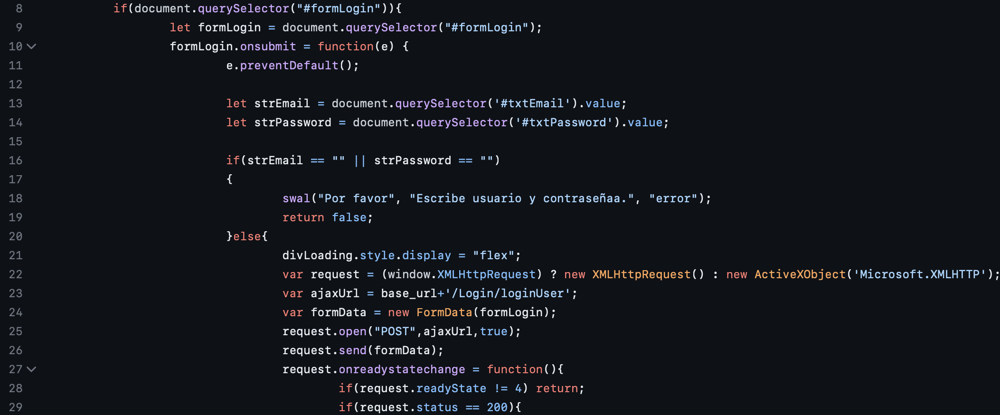 8 if(document.querySelector("#formLogin")){
9 let formLogin = document.querySelector("#formLogin");
10 formLogin.onsubmit = function(e) {
11 e.preventDefault();
12
13 let strEmail = document.querySelector('#txtEmail').value;
14 let strPassword = document.querySelector('#txtPassword').value;
15
16 if(strEmail == "" || strPassword == "")
17 {
18 swal("Por favor", "Escribe usuario y contraseñaa.", "error");
19 return false;
20 }else{
21 divLoading.style.display = "flex";
22 var request = (window.XMLHttpRequest) ? new XMLHttpRequest() : new ActiveXObject('Microsoft.XMLHTTP');
23 var ajaxUrl = base_url+'/Login/loginUser';
24 var formData = new FormData(formLogin);
25 request.open("POST",ajaxUrl,true);
26 request.send(formData);
27 request.onreadystatechange = function(){
28 if(request.readyState != 4) return;
29 if(request.status == 200){